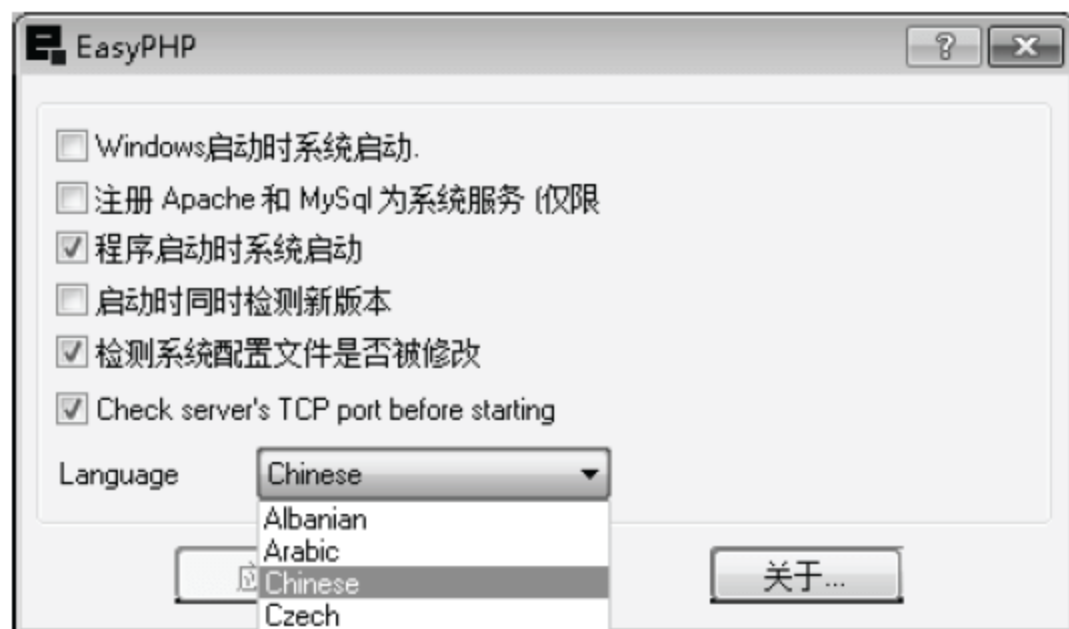 EasyPHP
Windows启动时系统启动.
注册 Apache 和 MySql 为系统服务 (仅限
程序启动时系统启动
启动时同时检测新版本
检测系统配置文件是否被修改
Check server's TCP port before starting
Language Chinese
Albanian
Arabic
Chinese
Czech
关于...